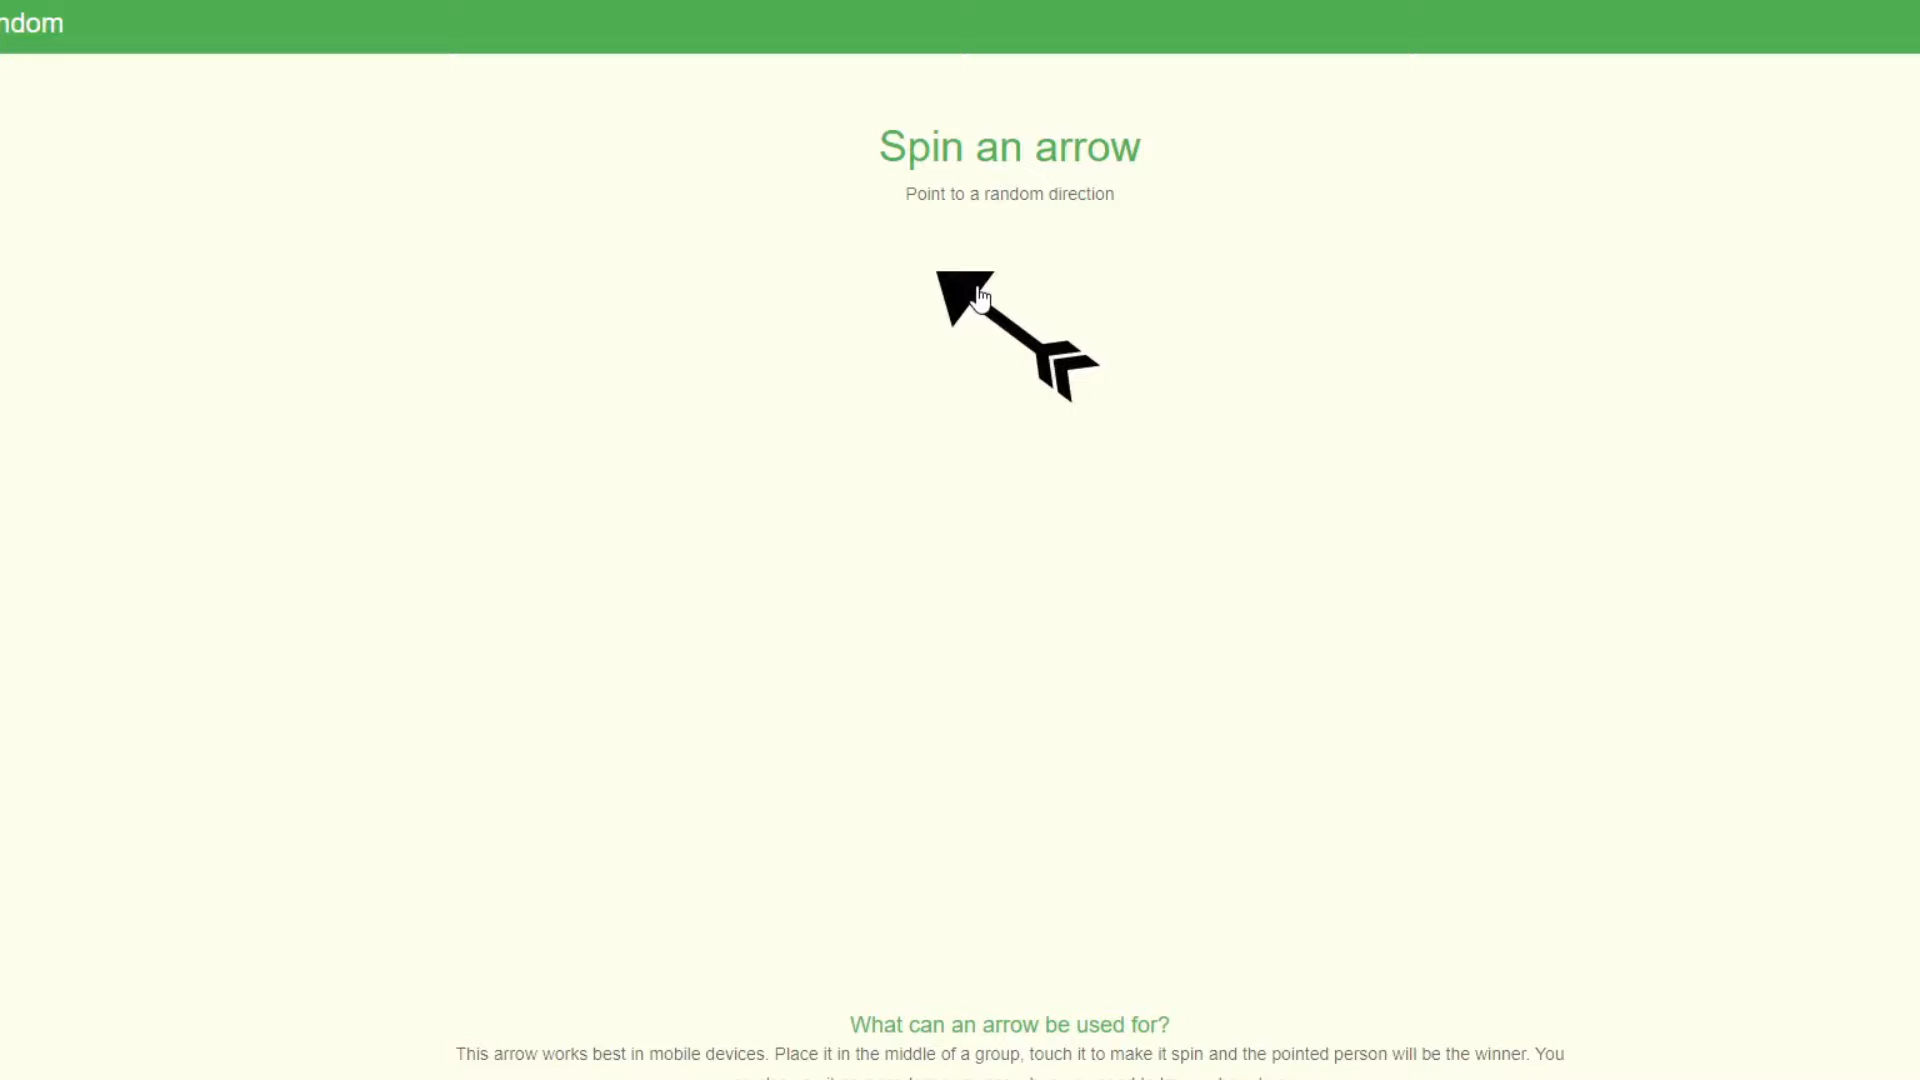 ndom
Spin an arrow
Point to a random direction
What can an arrow be used for?
This arrow works best in mobile devices. Place it in the middle of a group, touch it to make it spin and the pointed person will be the winner. You